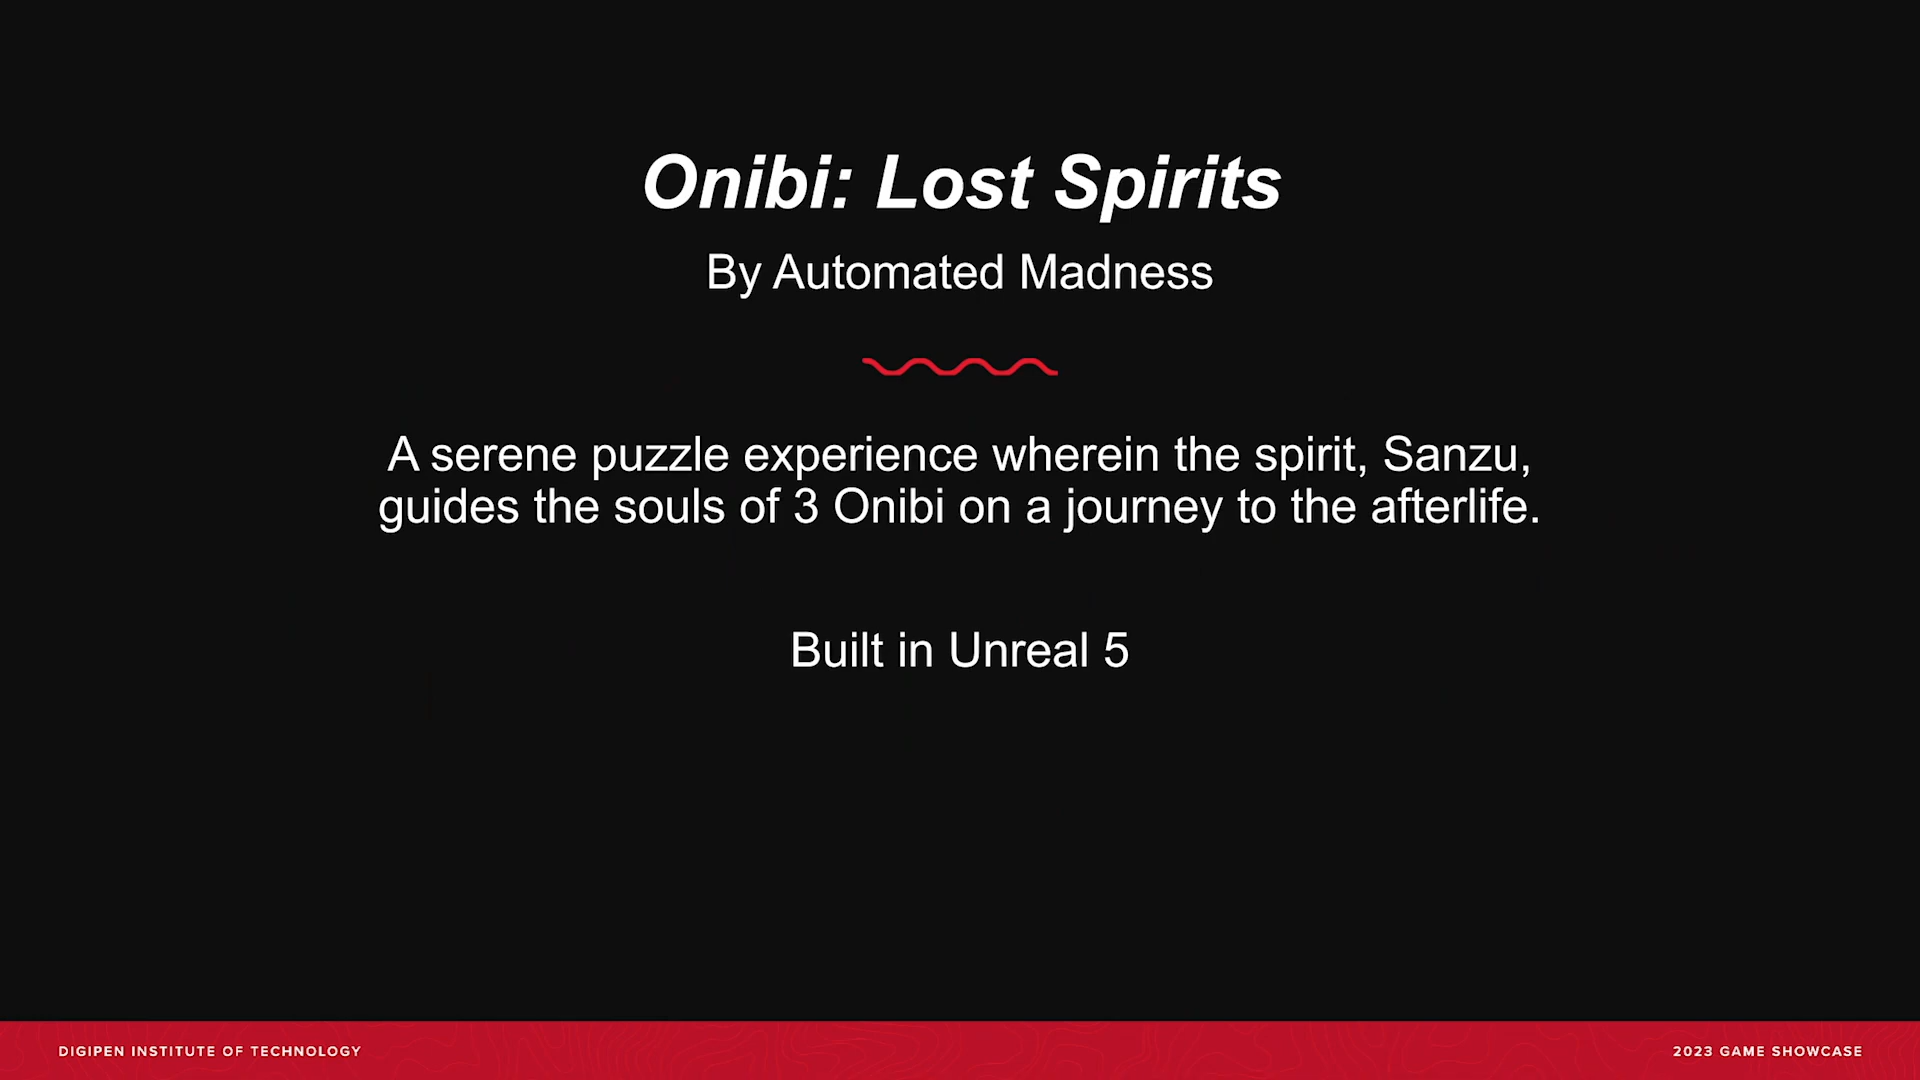 Onibi: Lost Spirits
By Automated Madness
A serene puzzle experience wherein the spirit, Sanzu,
guides the souls of 3 Onibi on a journey to the afterlife.
Built in Unreal 5
DIGIPEN INSTITUTE OF TECHNOLOGY
2023 GAME SHOWCASE